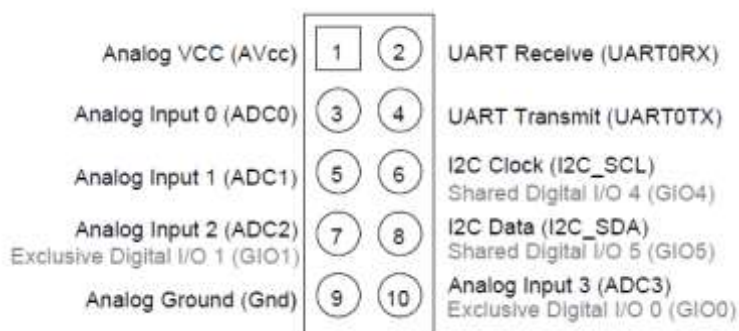 Analog VCC (AVcc) 1 2 UART Receive (UART0RX)
Analog Input 0 (ADC0) 3 4 UART Transmit (UART0TX)
Analog Input 1 (ADC1) 5 6 I2C Clock (I2C_SCL)
Shared Digital I/O 4 (GIO4)
Analog Input 2 (ADC2) 7 8 I2C Data (I2C_SDA)
Exclusive Digital I/O 1 (GIO1) Shared Digital I/O 5 (GIO5)
Analog Ground (Gnd) 9 10 Analog Input 3 (ADC3)
Exclusive Digital I/O 0 (GIO0)